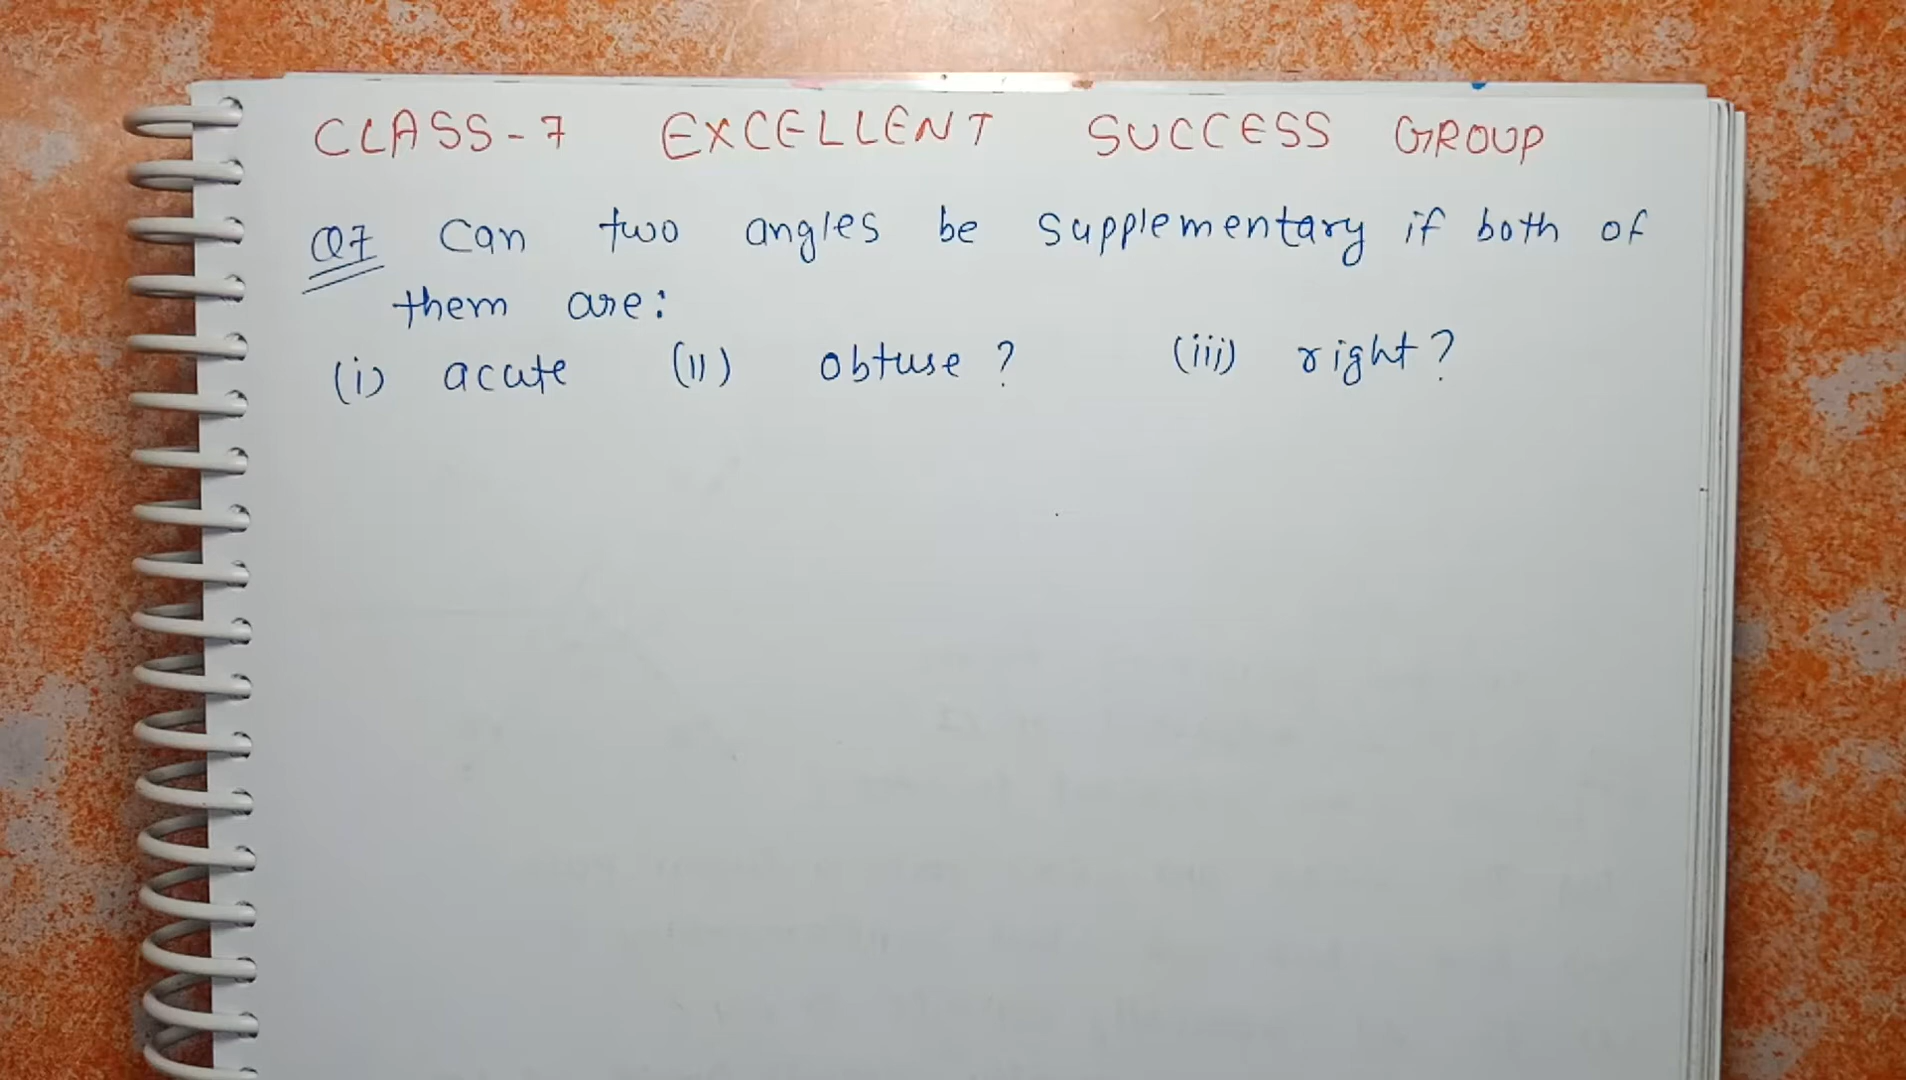 CLASS-7 EXCELLENT SUCCESS GROUP
Q7 Can two angles be supplementary if both of
them are:
(i) acute (ii) obtuse? (iii) right?